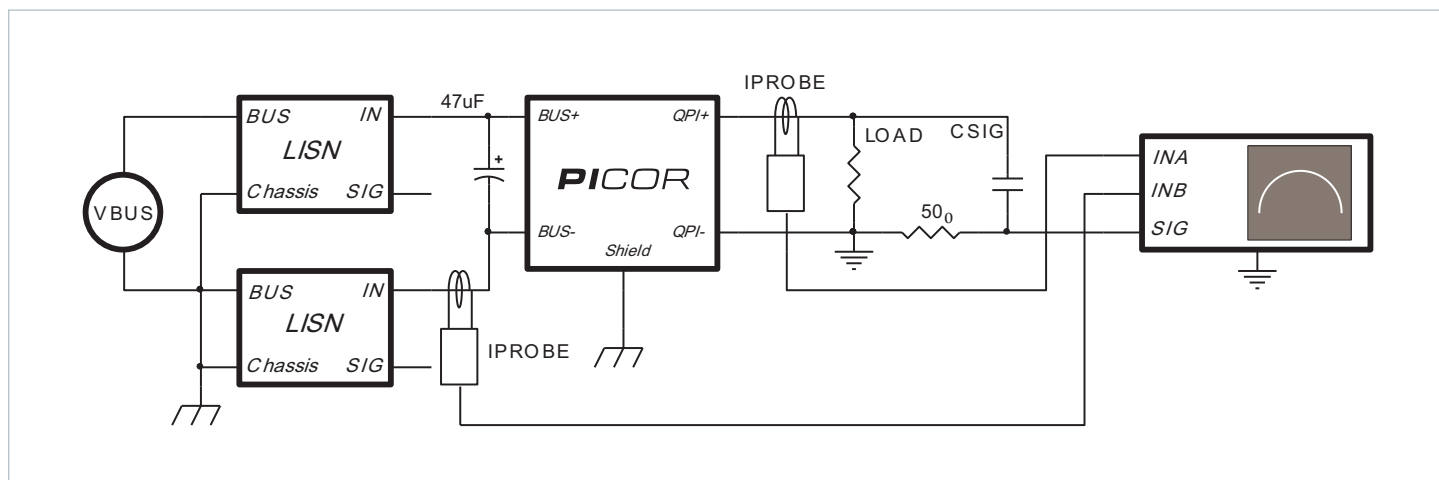 IPROBE
47uF
BUS IN
LISN
Chassis SIG
BUS+ QPI+
PICOR
BUS- QPI-
Shield
LOAD
CSIG
50Ω
INA
INB
SIG
VBUS
BUS IN
LISN
Chassis SIG
IPROBE